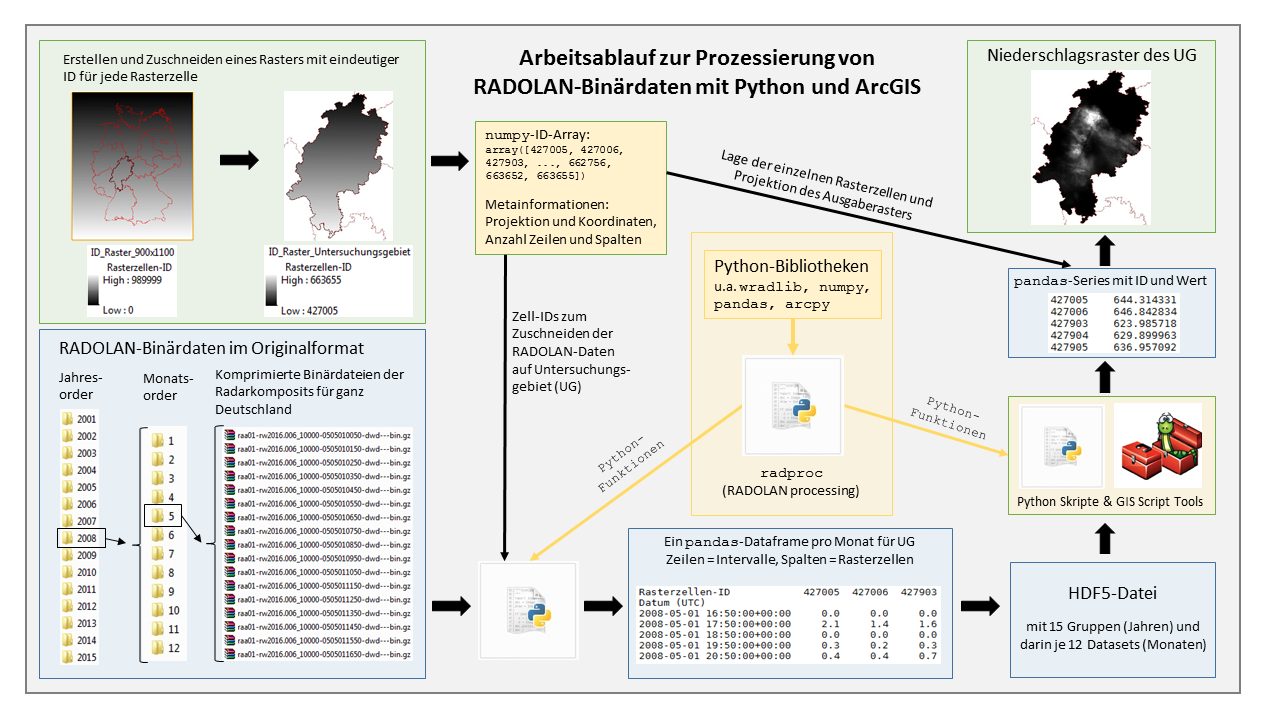 Arbeitsablauf zur Prozessierung von
RADOLAN-Binärdaten mit Python und ArcGIS
Erstellen und Zuschneiden eines Rasters mit eindeutiger
ID für jede Rasterzelle
ID_Raster_900x1100
Rasterzellen-ID
High : 989999
Low : 0
ID_Raster_Untersuchungsgebiet
Rasterzellen-ID
High : 663655
Low : 427005
numpy-ID-Array:
array([427005, 427006,
427903, ..., 662756,
663652, 663655])
Metainformationen:
Projektion und Koordinaten,
Anzahl Zeilen und Spalten
Lage der einzelnen Rasterzellen und
Projektion des Ausgaberasters
Niederschlagsraster des UG
pandas-Series mit ID und Wert
427005 644.314331
427006 646.842834
427903 623.985718
427904 629.899963
427905 636.957092
Zell-IDs zum
Zuschneiden der
RADOLAN-Daten
auf Untersuchungs-
gebiet (UG)
Python-Bibliotheken
u.a. wradlib, numpy,
pandas, arcpy
radproc
(RADOLAN processing)
Python-
Funktionen
Python-
Funktionen
Python Skripte & GIS Script Tools
RADOLAN-Binärdaten im Originalformat
Jahres-
order
2001
2002
2003
2004
2005
2006
2007
2008
2009
2010
2011
2012
2013
2014
2015
Monats-
order
1
2
3
4
5
6
7
8
9
10
11
12
Komprimierte Binärdateien der
Radarkomposits für ganz
Deutschland
raa01-rw2016.006_10000-0505010050-dwd---bin.gz
raa01-rw2016.006_10000-0505010150-dwd---bin.gz
raa01-rw2016.006_10000-0505010250-dwd---bin.gz
raa01-rw2016.006_10000-0505010350-dwd---bin.gz
raa01-rw2016.006_10000-0505010450-dwd---bin.gz
raa01-rw2016.006_10000-0505010550-dwd---bin.gz
raa01-rw2016.006_10000-0505010650-dwd---bin.gz
raa01-rw2016.006_10000-0505010750-dwd---bin.gz
raa01-rw2016.006_10000-0505010850-dwd---bin.gz
raa01-rw2016.006_10000-0505010950-dwd---bin.gz
raa01-rw2016.006_10000-0505011050-dwd---bin.gz
raa01-rw2016.006_10000-0505011150-dwd---bin.gz
raa01-rw2016.006_10000-0505011250-dwd---bin.gz
raa01-rw2016.006_10000-0505011350-dwd---bin.gz
raa01-rw2016.006_10000-0505011450-dwd---bin.gz
raa01-rw2016.006_10000-0505011550-dwd---bin.gz
raa01-rw2016.006_10000-0505011650-dwd---bin.gz
Ein pandas-Dataframe pro Monat für UG
Zeilen = Intervalle, Spalten = Rasterzellen
Rasterzellen-ID 427005 427006 427903
Datum (UTC)
2008-05-01 16:50:00+00:00 0.0 0.0 0.0
2008-05-01 17:50:00+00:00 2.1 1.4 1.6
2008-05-01 18:50:00+00:00 0.0 0.0 0.0
2008-05-01 19:50:00+00:00 0.3 0.2 0.3
2008-05-01 20:50:00+00:00 0.4 0.4 0.7
HDF5-Datei
mit 15 Gruppen (Jahren) und
darin je 12 Datasets (Monaten)